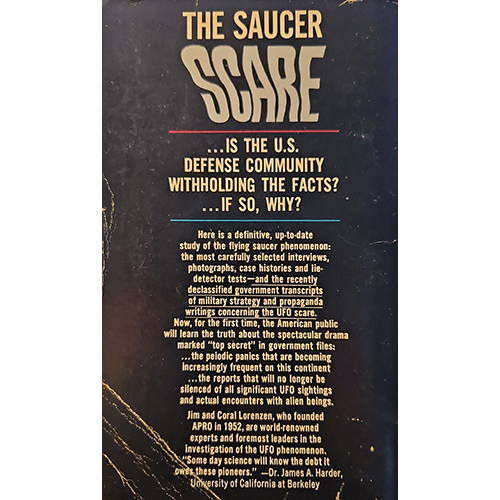 THE SAUCER
SCARE
...IS THE U.S.
DEFENSE COMMUNITY
WITHHOLDING THE FACTS?
...IF SO, WHY?
Here is a definitive, up-to-date
study of the flying saucer phenomenon:
the most carefully selected interviews,
photographs, case histories and lie-
detector tests—and the recently
declassified government transcripts
of military strategy and propaganda
writings concerning the UFO scare.
Now, for the first time, the American public
will learn the truth about the spectacular drama
marked "top secret" in government files:
...the peiodic panics that are becoming
increasingly frequent on this continent
...the reports that will no longer be
silenced of all significant UFO sightings
and actual encounters with alien beings.
Jim and Coral Lorenzen, who founded
APRO in 1952, are world-renowned
experts and foremost leaders in the
investigation of the UFO phenomenon.
"Some day science will know the debt it
owes these pioneers." —Dr. James A. Harder,
University of California at Berkeley